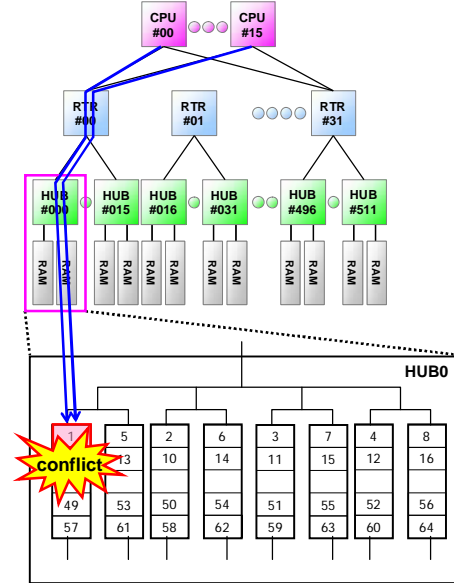 CPU
#00
CPU
#15
RTR
#00
RTR
#01
RTR
#31
HUB
#000
HUB
#015
HUB
#016
HUB
#031
HUB
#496
HUB
#511
RAM RAM RAM RAM RAM RAM RAM RAM RAM RAM RAM RAM
HUB0
1 5 2 6 3 7 4 8
conflict
10 14 11 15 12 16
49 53 50 54 51 55 52 56
57 61 58 62 59 63 60 64